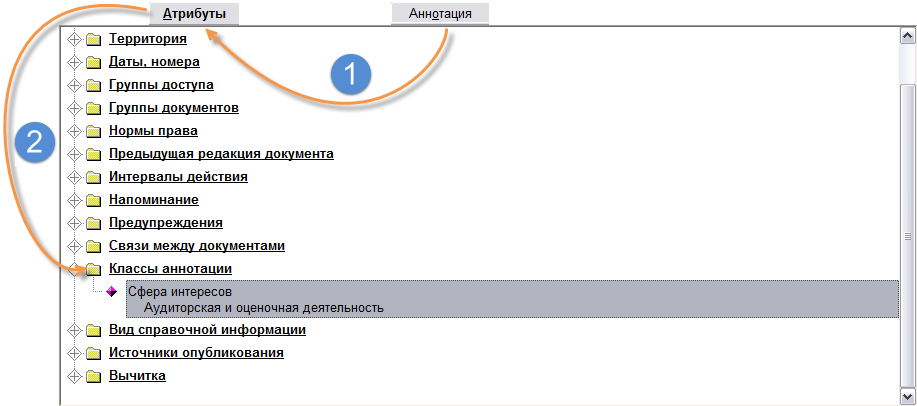 Атрибуты Аннотация
1
Территория
Даты, номера
Группы доступа
Группы документов
Нормы права
2
Предыдущая редакция документа
Интервалы действия
Напоминание
Предупреждения
Связи между документами
Классы аннотации
Сфера интересов
Аудиторская и оценочная деятельность
Вид справочной информации
Источники опубликования
Вычитка